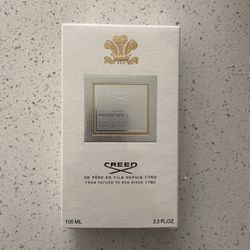 MOUNTAIN
CREED
DE PÈRE EN FILS DEPUIS 1760
FROM FATHER TO SON SINCE 1760
100 ML 3.3 FL.OZ.